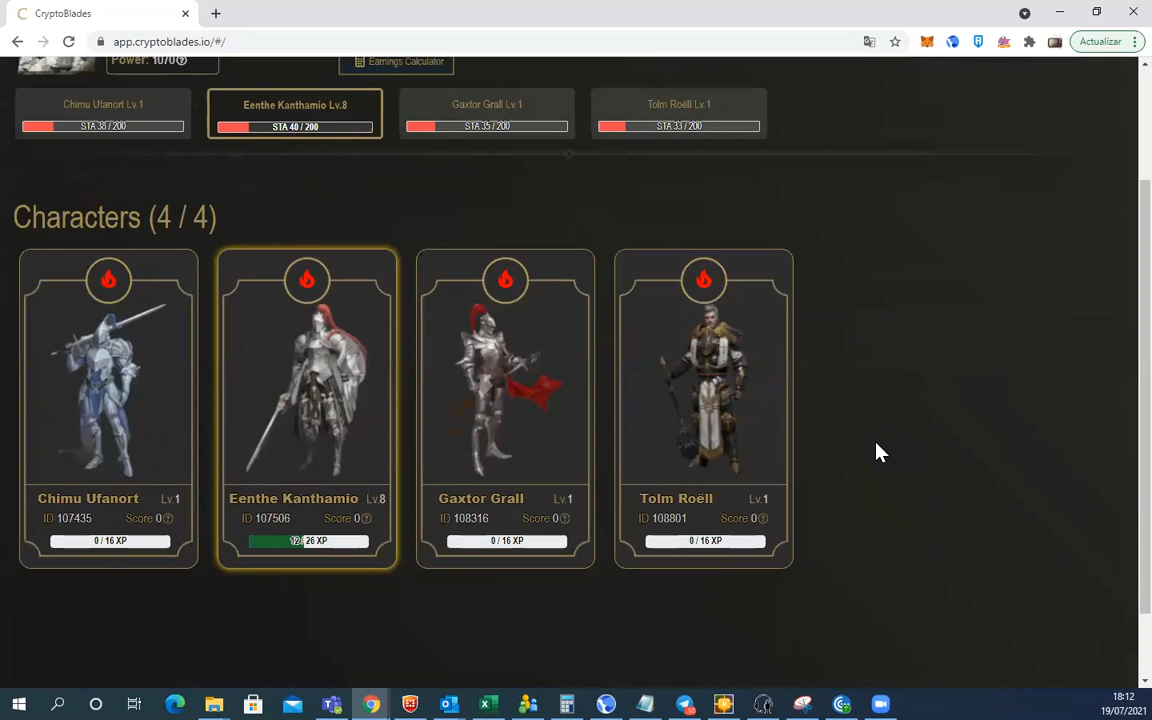 CryptoBlades
app.cryptoblades.io/#/
Actualizar
Power: 1070
Earnings Calculator
Chimu Ufanort Lv.1
Eenthe Kanthamio Lv.8
Gaxtor Grall Lv.1
Tolm Roëll Lv.1
STA 38 / 200
STA 40 / 200
STA 35 / 200
STA 33 / 200
Characters (4 / 4)
Chimu Ufanort Lv.1
ID 107435 Score 0
0 / 16 XP
Eenthe Kanthamio Lv.8
ID 107506 Score 0
12 / 26 XP
Gaxtor Grall Lv.1
ID 108316 Score 0
0 / 16 XP
Tolm Roëll Lv.1
ID 108801 Score 0
0 / 16 XP
18:12
19/07/2021